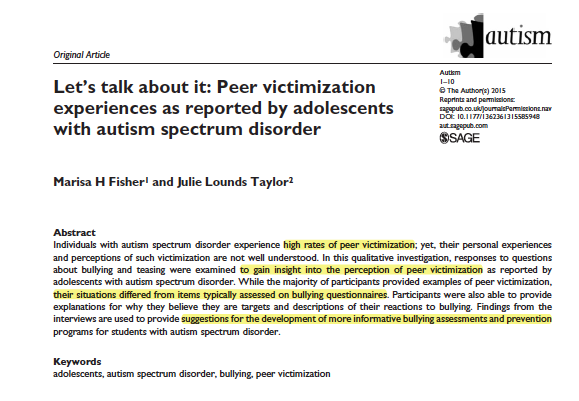 autism
Original Article
Let's talk about it: Peer victimization
experiences as reported by adolescents
with autism spectrum disorder
Autism
1–10
© The Author(s) 2015
Reprints and permissions:
sagepub.co.uk/journalsPermissions.nav
DOI: 10.1177/1362361315585948
aut.sagepub.com
SAGE
Marisa H Fisher¹ and Julie Lounds Taylor²
Abstract
Individuals with autism spectrum disorder experience high rates of peer victimization; yet, their personal experiences
and perceptions of such victimization are not well understood. In this qualitative investigation, responses to questions
about bullying and teasing were examined to gain insight into the perception of peer victimization as reported by
adolescents with autism spectrum disorder. While the majority of participants provided examples of peer victimization,
their situations differed from items typically assessed on bullying questionnaires. Participants were also able to provide
explanations for why they believe they are targets and descriptions of their reactions to bullying. Findings from the
interviews are used to provide suggestions for the development of more informative bullying assessments and prevention
programs for students with autism spectrum disorder.
Keywords
adolescents, autism spectrum disorder, bullying, peer victimization